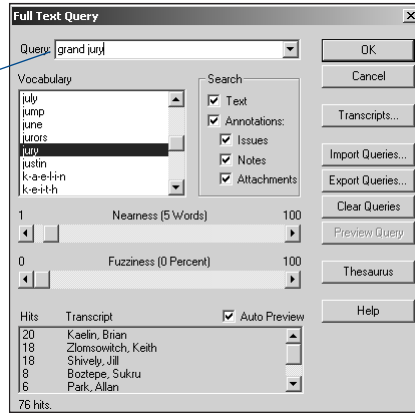 Full Text Query
Query: grand jury
OK
Cancel
Transcripts...
Import Queries...
Export Queries...
Clear Queries
Preview Query
Thesaurus
Help
Vocabulary
july
jump
june
jurors
jury
justin
k-a-e-l-i-n
k-e-i-t-h
Search
Text
Annotations:
Issues
Notes
Attachments
1 Nearness (5 Words) 100
0 Fuzziness (0 Percent) 100
Hits Transcript Auto Preview
20 Kaelin, Brian
18 Zlomsowitch, Keith
18 Shively, Jill
8 Boztepe, Sukru
6 Park, Allan
76 hits.